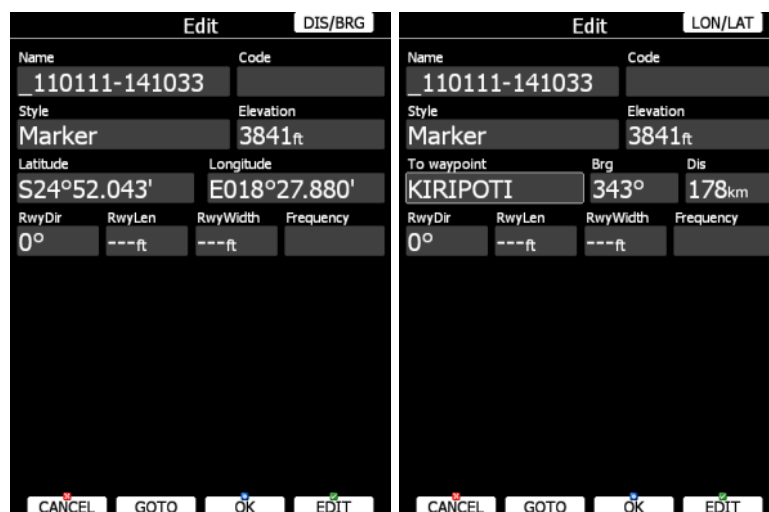 Edit DIS/BRG
Name Code
_110111-141033
Style Elevation
Marker 3841ft
Latitude Longitude
S24°52.043' E018°27.880'
RwyDir RwyLen RwyWidth Frequency
0° ---ft ---ft
CANCEL GOTO OK EDIT
Edit LON/LAT
Name Code
_110111-141033
Style Elevation
Marker 3841ft
To waypoint Brg Dis
KIRIPOTI 343° 178km
RwyDir RwyLen RwyWidth Frequency
0° ---ft ---ft
CANCEL GOTO OK EDIT